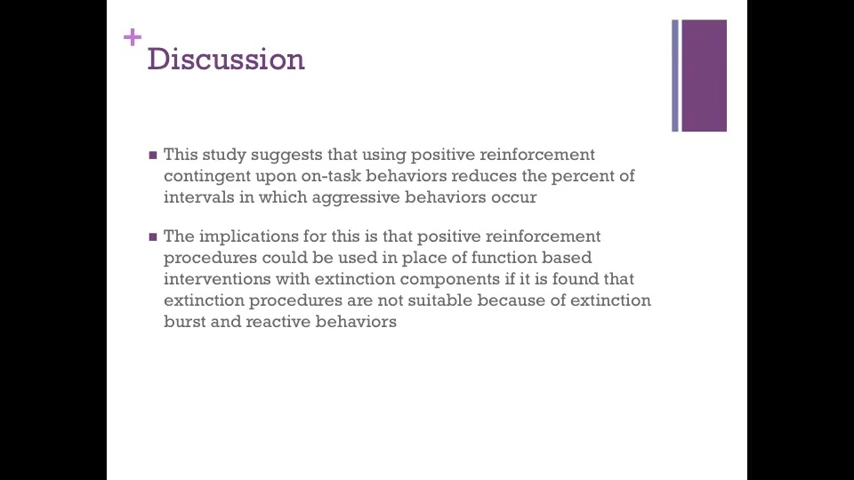 +
Discussion
■ This study suggests that using positive reinforcement
contingent upon on-task behaviors reduces the percent of
intervals in which aggressive behaviors occur
■ The implications for this is that positive reinforcement
procedures could be used in place of function based
interventions with extinction components if it is found that
extinction procedures are not suitable because of extinction
burst and reactive behaviors